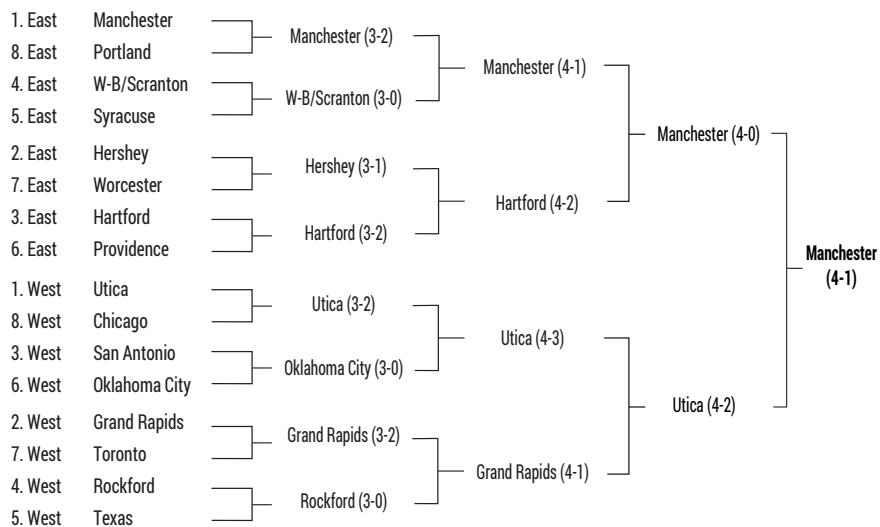 1. East Manchester
8. East Portland
4. East W-B/Scranton
5. East Syracuse
2. East Hershey
7. East Worcester
3. East Hartford
6. East Providence
1. West Utica
8. West Chicago
3. West San Antonio
6. West Oklahoma City
2. West Grand Rapids
7. West Toronto
4. West Rockford
5. West Texas
Manchester (3-2)
W-B/Scranton (3-0)
Hershey (3-1)
Hartford (3-2)
Utica (3-2)
Oklahoma City (3-0)
Grand Rapids (3-2)
Rockford (3-0)
Manchester (4-1)
Hartford (4-2)
Utica (4-3)
Grand Rapids (4-1)
Manchester (4-0)
Utica (4-2)
Manchester
(4-1)